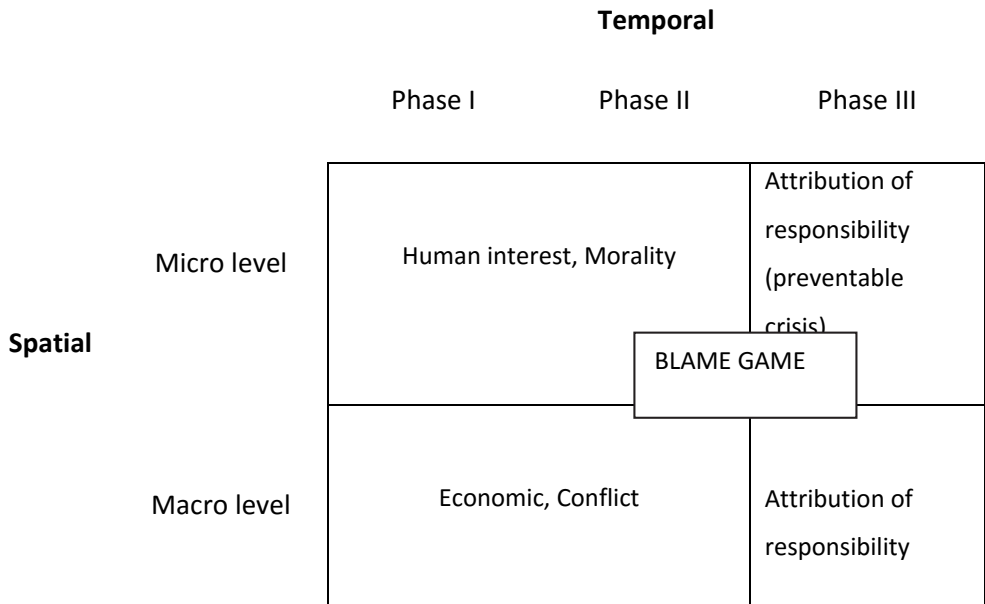 Temporal
Phase I Phase II Phase III
Micro level
Human interest, Morality
Attribution of
responsibility
(preventable
crisis)
Spatial
BLAME GAME
Macro level
Economic, Conflict
Attribution of
responsibility